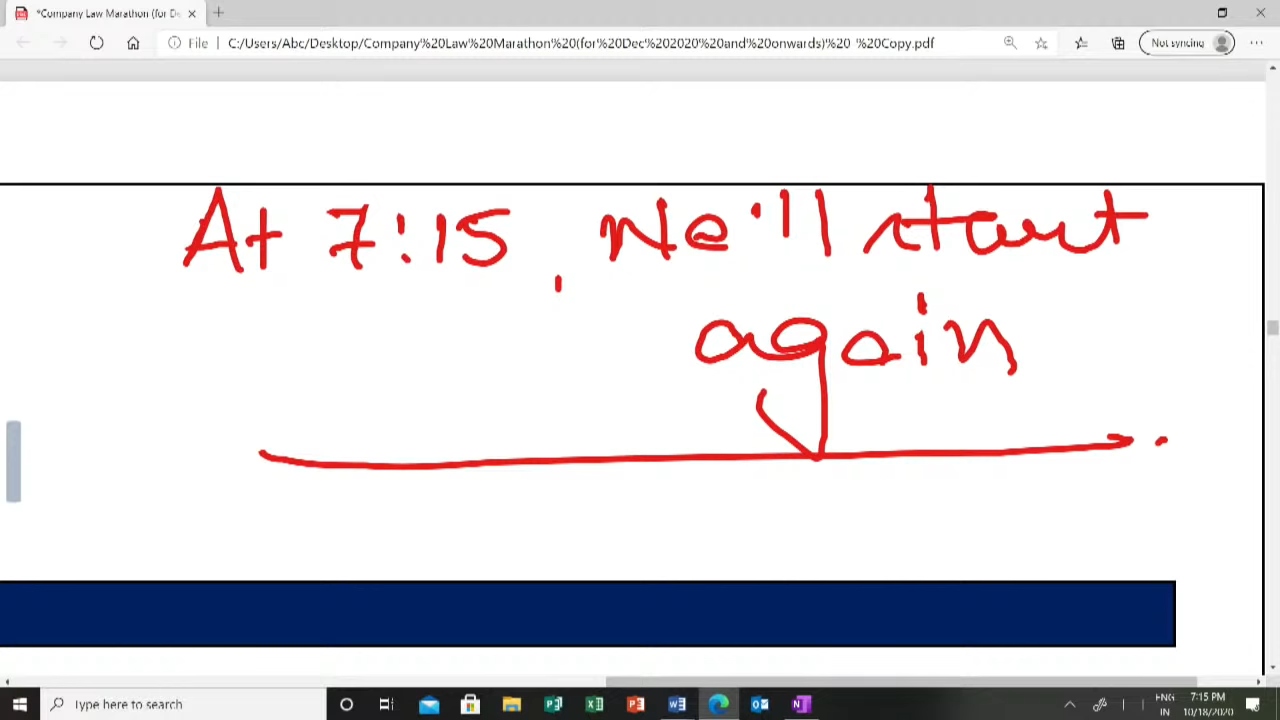 *Company Law Marathon (for De
File
C:/Users/Abc/Desktop/Company%20Law%20Marathon%20(for%20Dec%202020%20and%20onwards)%20 %20Copy.pdf
Not syncing
At 7:15, We'll start
again
Type here to search
ENG
IN
7:15 PM
10/18/2020